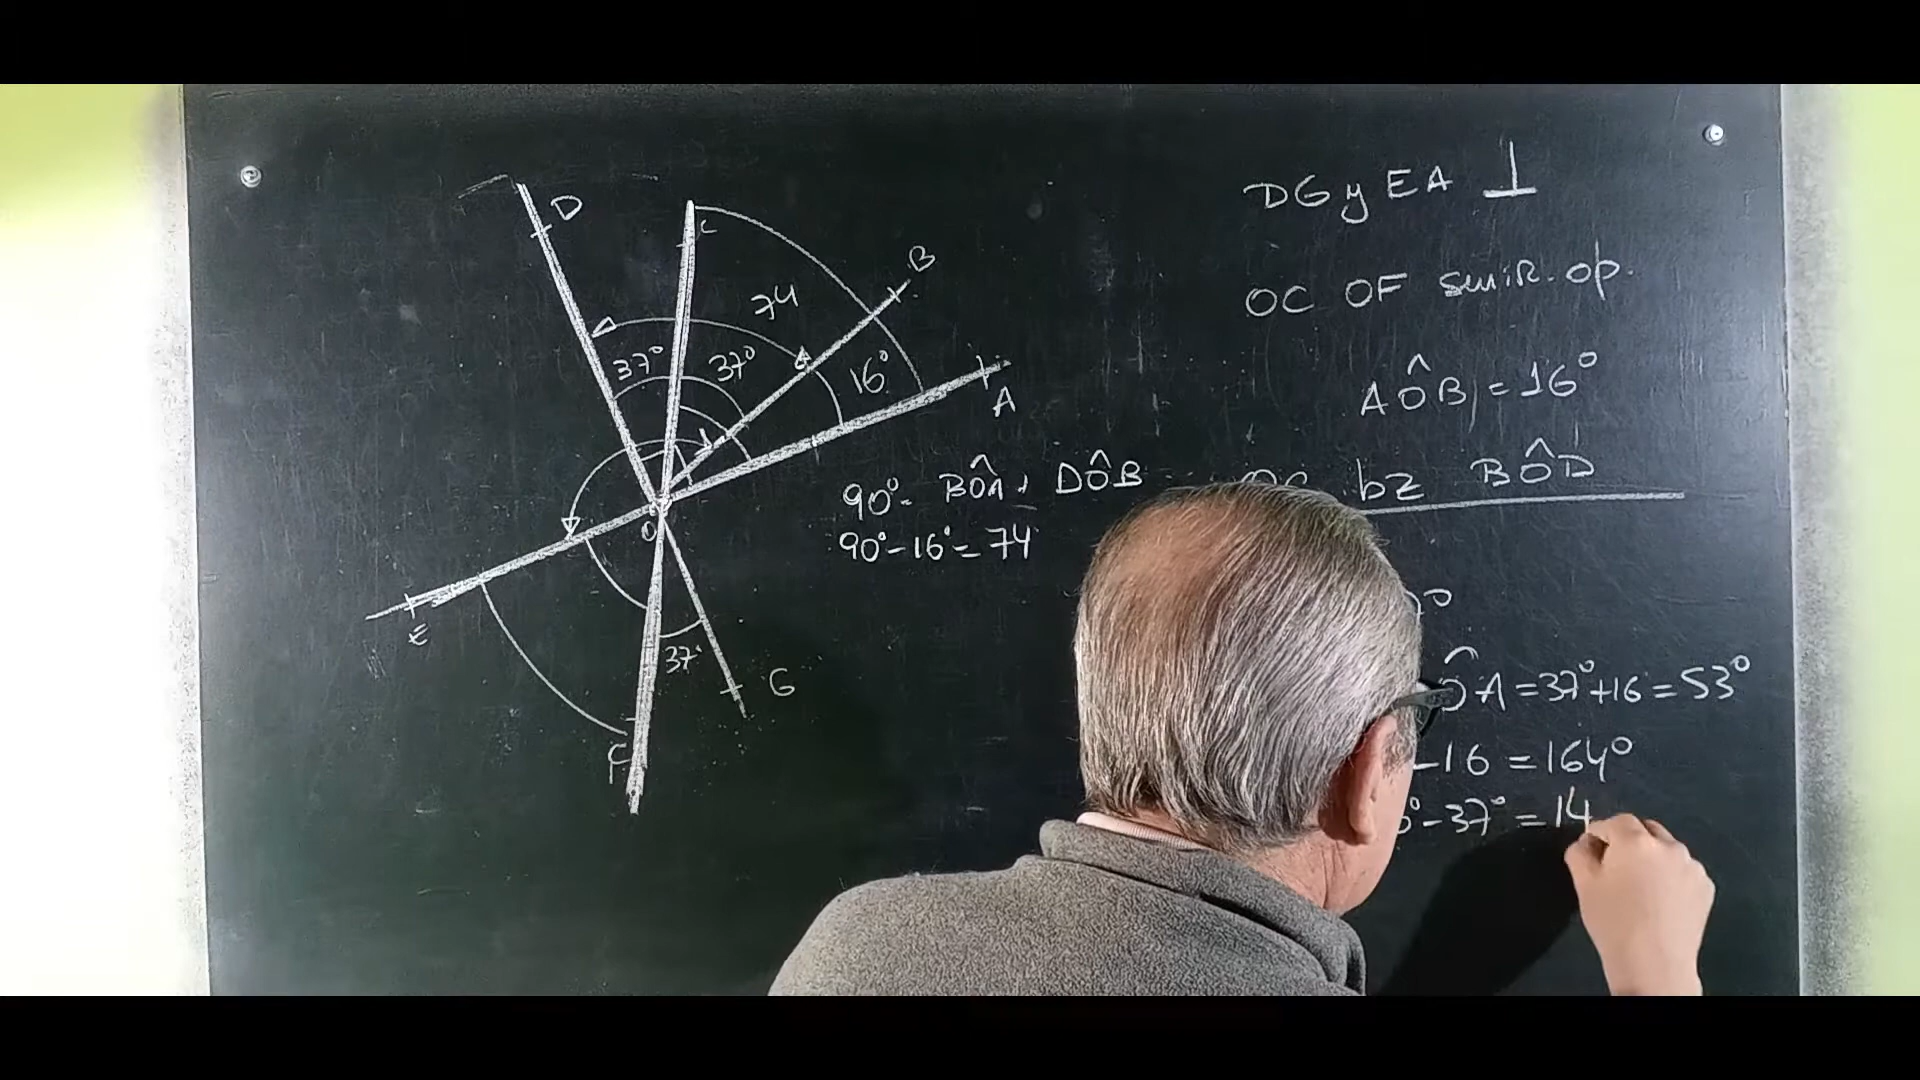 D
C
B
74
37° 37° 16°
A
O
E
37°
G
F
DG y EA ⊥
OC OF semir. op.
AÔB = 16°
bz BÔD
90° = BÔA + DÔB
90° - 16° = 74
ÔA = 37° + 16 = 53°
- 16 = 164°
- 37° = 14